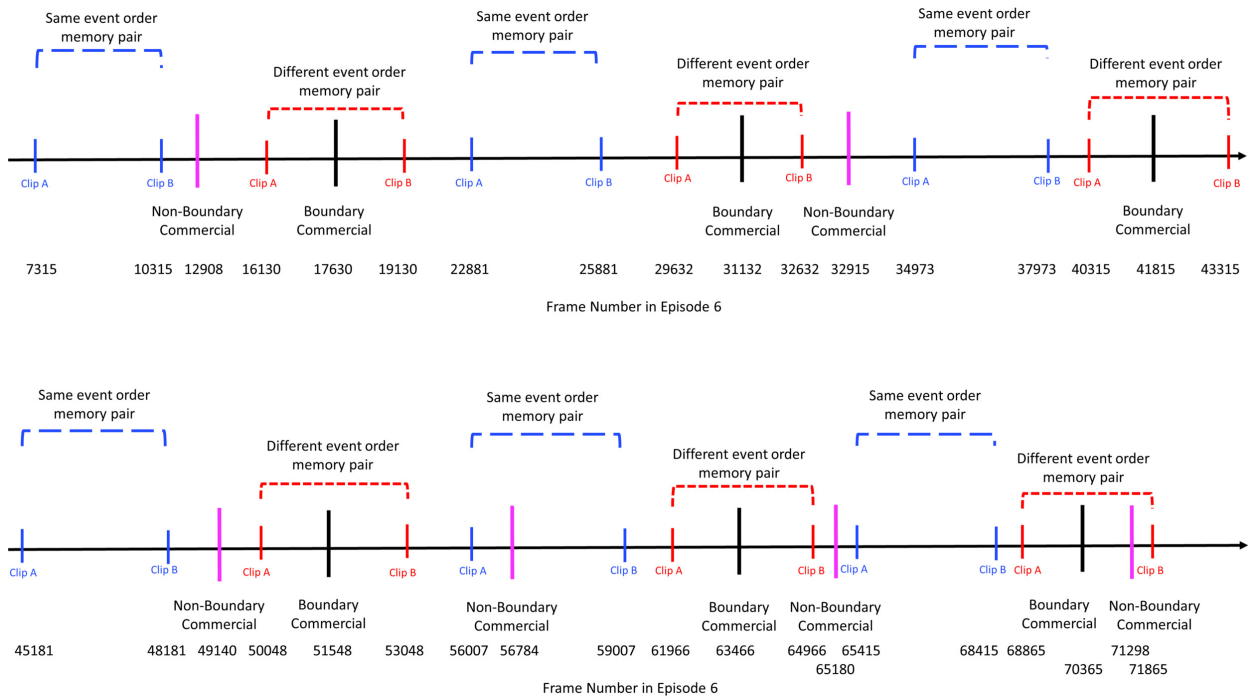 Same event order
memory pair
Different event order
memory pair
Same event order
memory pair
Different event order
memory pair
Same event order
memory pair
Different event order
memory pair
Clip A
Clip B
Clip A
Clip B
Clip A
Clip B
Clip A
Clip B
Clip A
Clip B
Clip A
Clip B
Non-Boundary
Commercial
Boundary
Commercial
Boundary
Commercial
Non-Boundary
Commercial
Boundary
Commercial
7315 10315 12908 16130 17630 19130 22881 25881 29632 31132 32632 32915 34973 37973 40315 41815 43315
Frame Number in Episode 6
Same event order
memory pair
Different event order
memory pair
Same event order
memory pair
Different event order
memory pair
Same event order
memory pair
Different event order
memory pair
Clip A
Clip B
Clip A
Clip B
Clip A
Clip B
Clip A
Clip B
Clip A
Clip B
Clip A
Clip B
Non-Boundary
Commercial
Boundary
Commercial
Non-Boundary
Commercial
Boundary
Commercial
Non-Boundary
Commercial
Boundary
Commercial
Non-Boundary
Commercial
45181 48181 49140 50048 51548 53048 56007 56784 59007 61966 63466 64966 65415 68415 68865 71298
65180 70365 71865
Frame Number in Episode 6